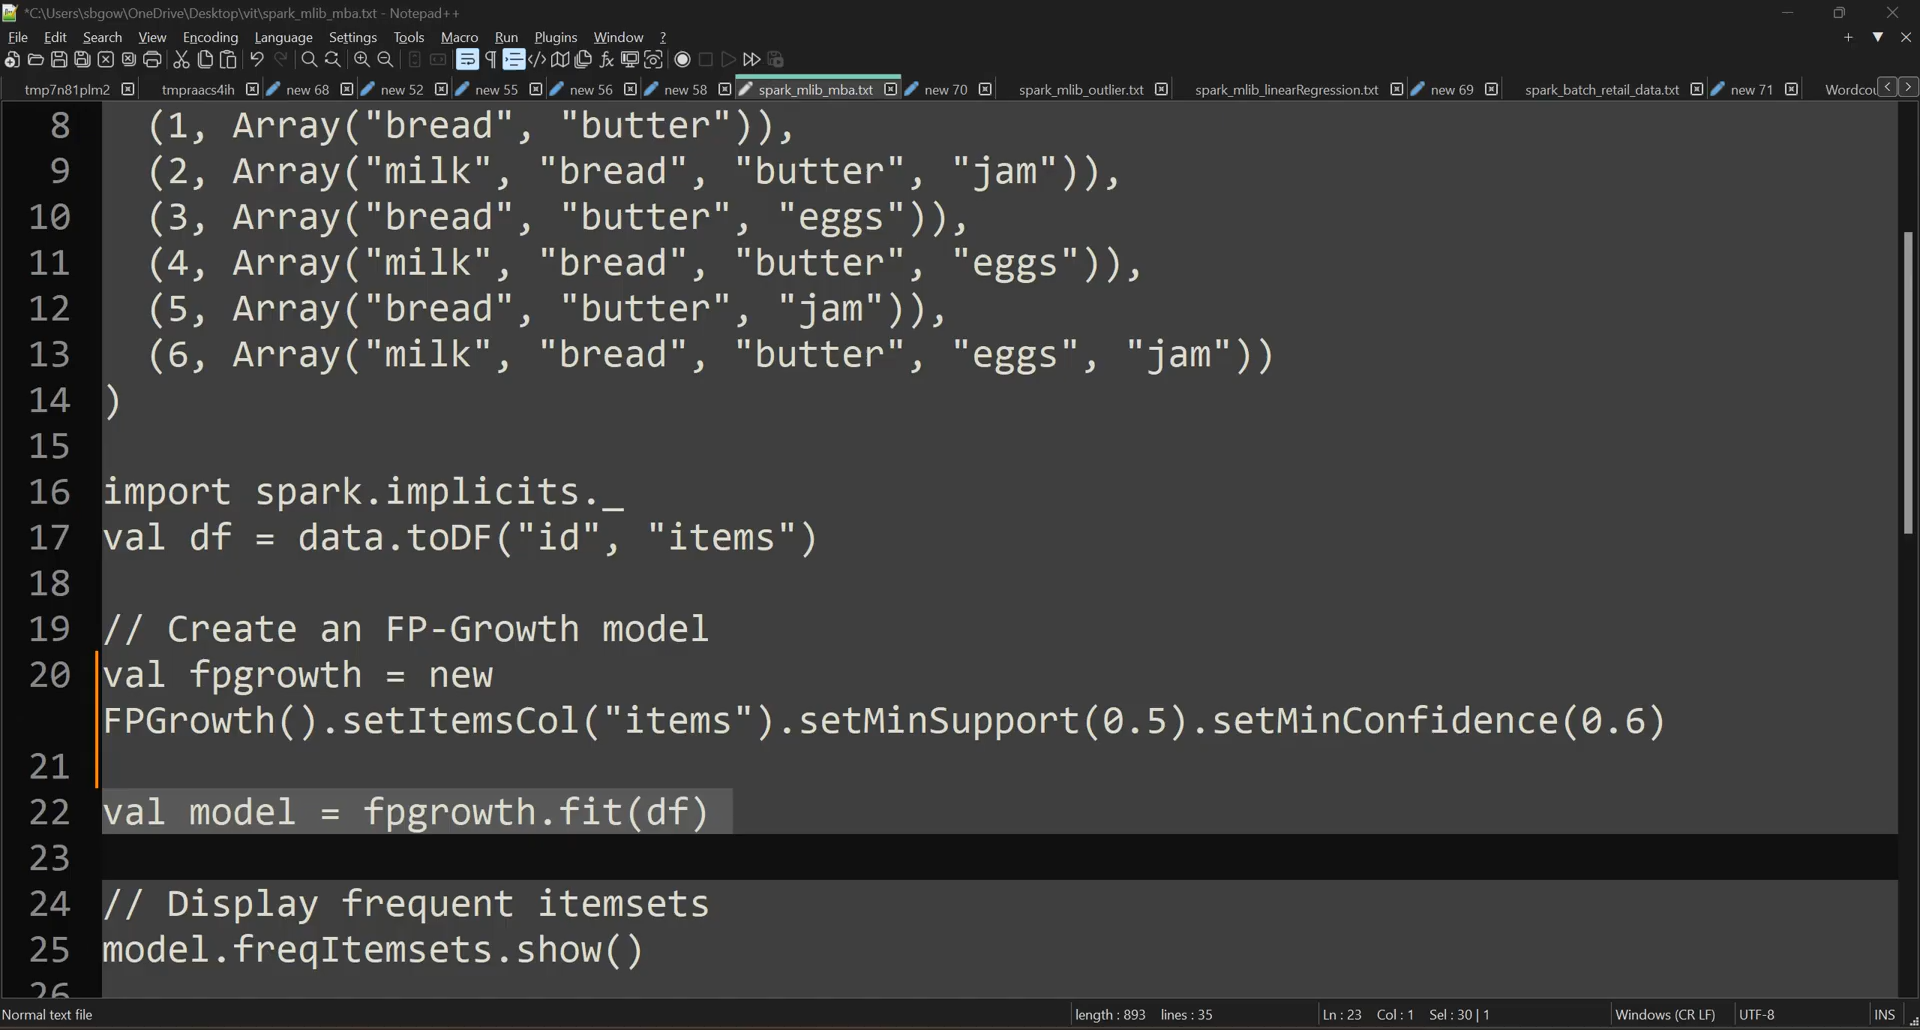 *C:\Users\sbgow\OneDrive\Desktop\vit\spark_mlib_mba.txt - Notepad++
File Edit Search View Encoding Language Settings Tools Macro Run Plugins Window ?
tmp7n81plm2 tmpraacs4ih new 68 new 52 new 55 new 56 new 58 spark_mlib_mba.txt new 70 spark_mlib_outlier.txt spark_mlib_linearRegression.txt new 69 spark_batch_retail_data.txt new 71 Wordcou
8 (1, Array("bread", "butter")),
9 (2, Array("milk", "bread", "butter", "jam")),
10 (3, Array("bread", "butter", "eggs")),
11 (4, Array("milk", "bread", "butter", "eggs")),
12 (5, Array("bread", "butter", "jam")),
13 (6, Array("milk", "bread", "butter", "eggs", "jam"))
14 )
15
16 import spark.implicits._
17 val df = data.toDF("id", "items")
18
19 // Create an FP-Growth model
20 val fpgrowth = new
FPGrowth().setItemsCol("items").setMinSupport(0.5).setMinConfidence(0.6)
21
22 val model = fpgrowth.fit(df)
23
24 // Display frequent itemsets
25 model.freqItemsets.show()
26
Normal text file length : 893 lines : 35 Ln : 23 Col : 1 Sel : 30 | 1 Windows (CR LF) UTF-8 INS